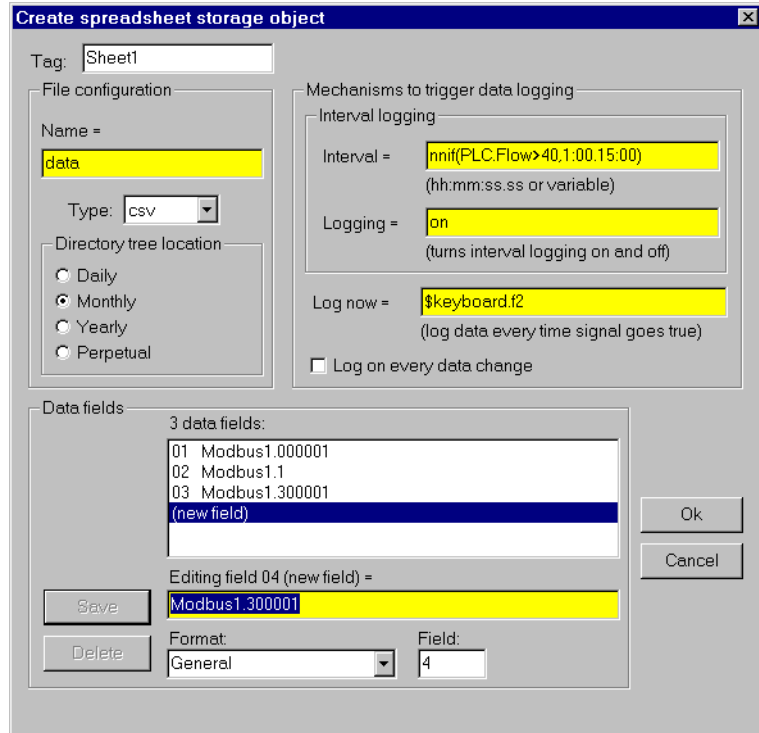 Create spreadsheet storage object
Tag: Sheet1
File configuration
Name =
data
Type: csv
Directory tree location
Daily
Monthly
Yearly
Perpetual
Mechanisms to trigger data logging
Interval logging
Interval = nnif(PLC.Flow>40,1:00.15:00)
(hh:mm:ss.ss or variable)
Logging = on
(turns interval logging on and off)
Log now = $keyboard.f2
(log data every time signal goes true)
Log on every data change
Data fields
3 data fields:
01 Modbus1.000001
02 Modbus1.1
03 Modbus1.300001
(new field)
Editing field 04 (new field) =
Modbus1.300001
Save
Delete
Format:
General
Field:
4
Ok
Cancel